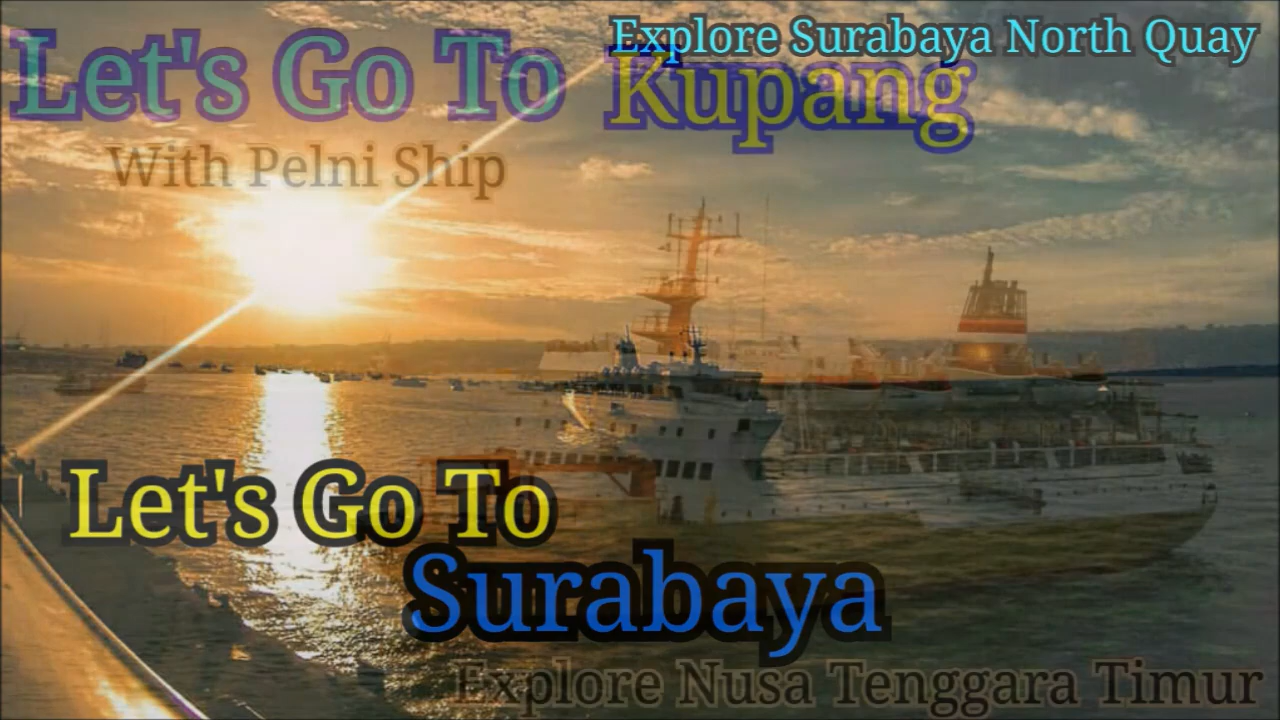 Explore Surabaya North Quay
Let's Go To Kupang
With Pelni Ship
Let's Go To
Surabaya
Explore Nusa Tenggara Timur